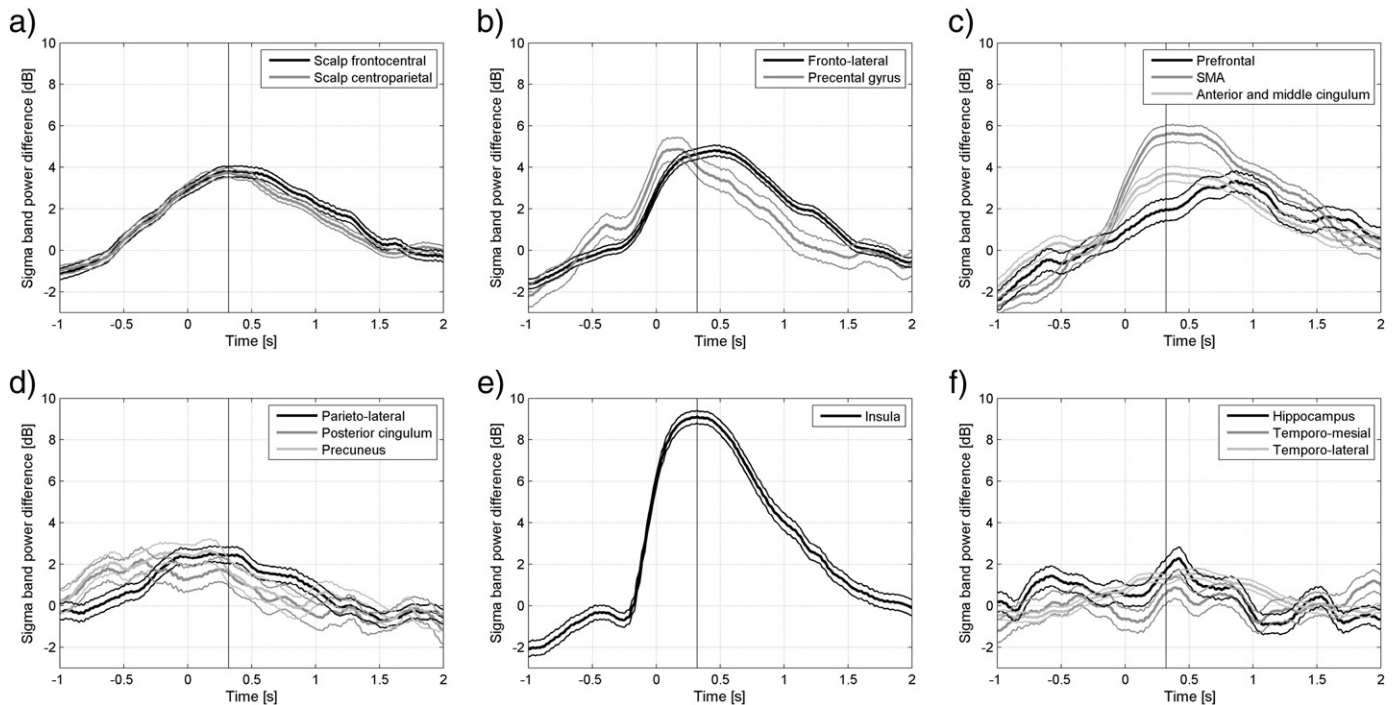 a)
10
8
6
4
2
0
-2
Sigma band power difference [dB]
Scalp frontocentral
Scalp centroparietal
-1 -0.5 0 0.5 1 1.5 2
Time [s]
b)
10
8
6
4
2
0
-2
Sigma band power difference [dB]
Fronto-lateral
Precental gyrus
-1 -0.5 0 0.5 1 1.5 2
Time [s]
c)
10
8
6
4
2
0
-2
Sigma band power difference [dB]
Prefrontal
SMA
Anterior and middle cingulum
-1 -0.5 0 0.5 1 1.5 2
Time [s]
d)
10
8
6
4
2
0
-2
Sigma band power difference [dB]
Parieto-lateral
Posterior cingulum
Precuneus
-1 -0.5 0 0.5 1 1.5 2
Time [s]
e)
10
8
6
4
2
0
-2
Sigma band power difference [dB]
Insula
-1 -0.5 0 0.5 1 1.5 2
Time [s]
f)
10
8
6
4
2
0
-2
Sigma band power difference [dB]
Hippocampus
Temporo-mesial
Temporo-lateral
-1 -0.5 0 0.5 1 1.5 2
Time [s]